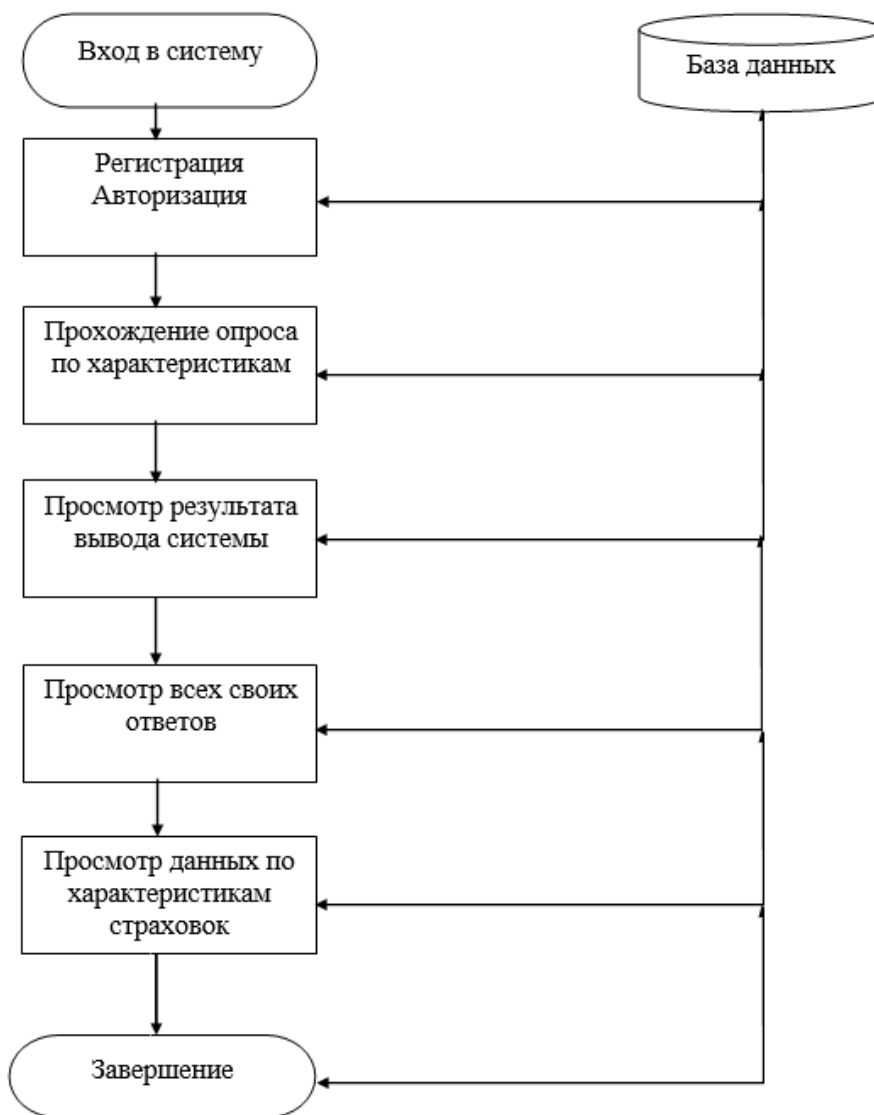 Вход в систему
База данных
Регистрация
Авторизация
Прохождение опроса
по характеристикам
Просмотр результата
вывода системы
Просмотр всех своих
ответов
Просмотр данных по
характеристикам
страховок
Завершение